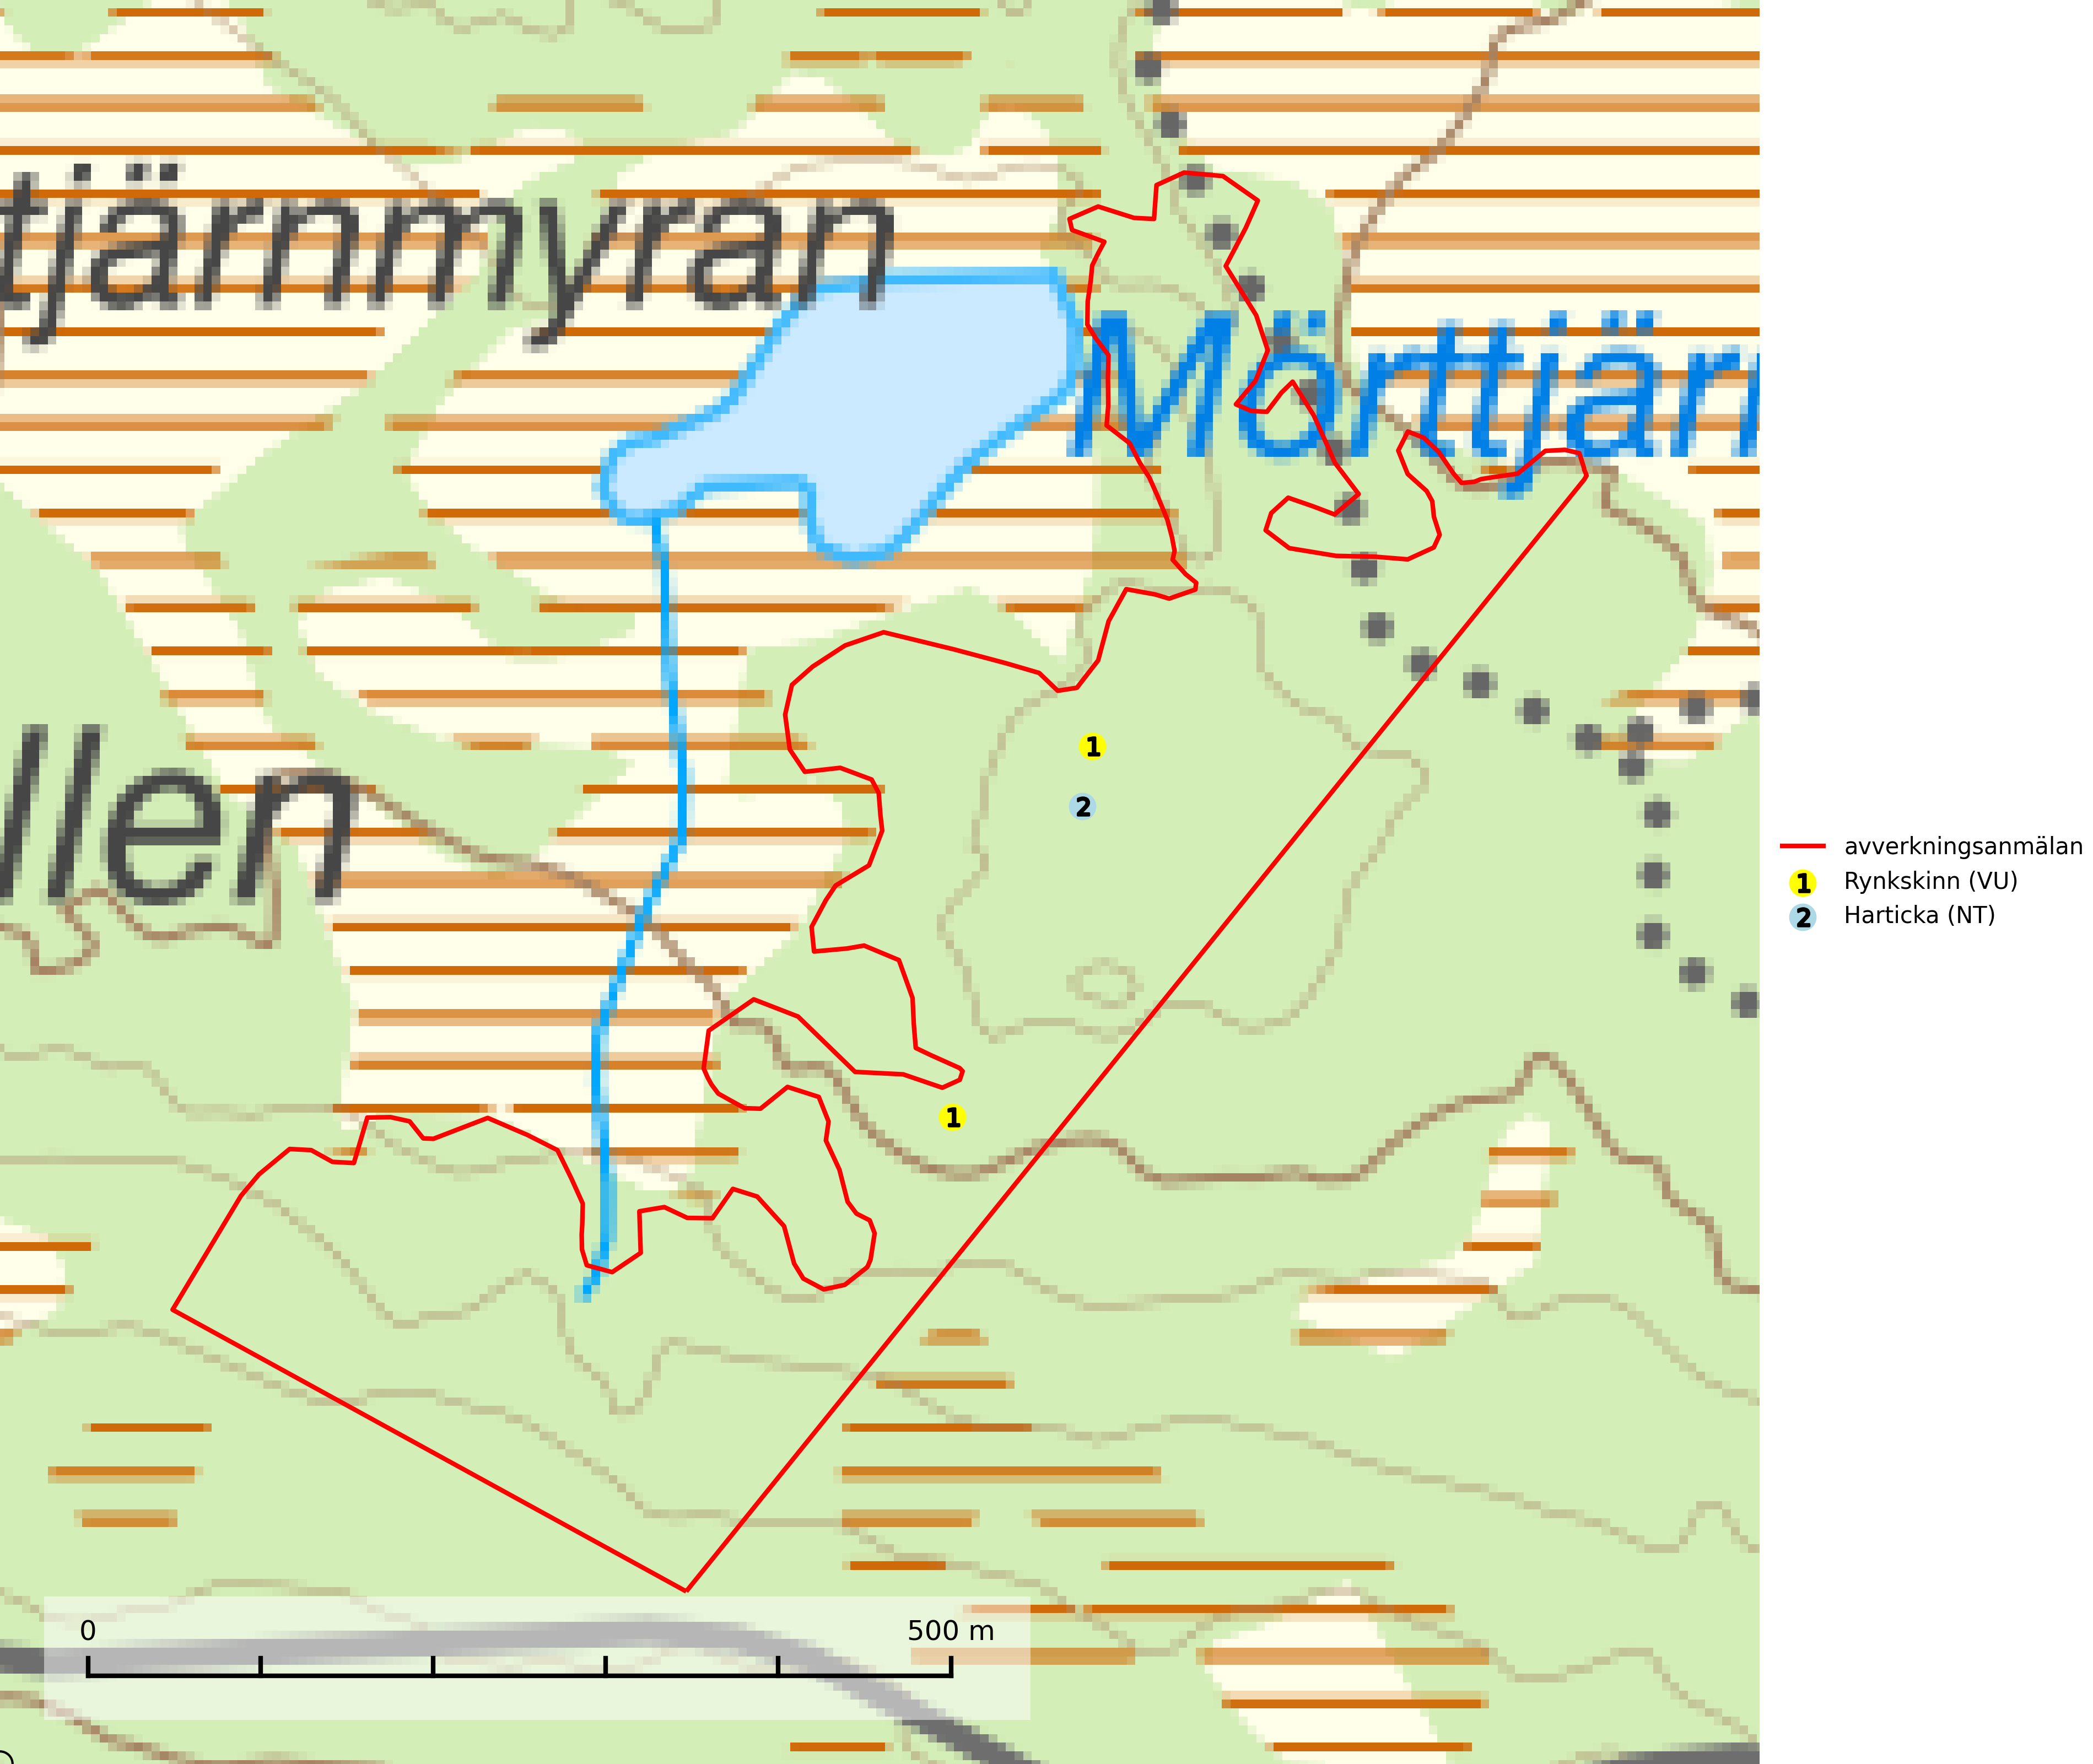 tjärnmyran
Mörttjär
llen
1
2
1
avverkningsanmälan
1 Rynkskinn (VU)
2 Harticka (NT)
0 500 m